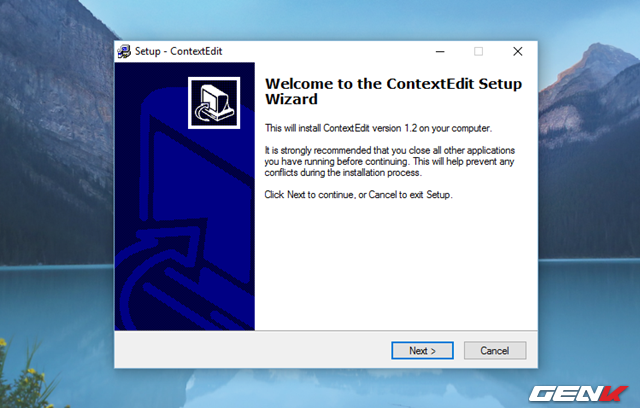 Setup - ContextEdit
Welcome to the ContextEdit Setup
Wizard
This will install ContextEdit version 1.2 on your computer.
It is strongly recommended that you close all other applications
you have running before continuing. This will help prevent any
conflicts during the installation process.
Click Next to continue, or Cancel to exit Setup.
Next >
Cancel
GENK